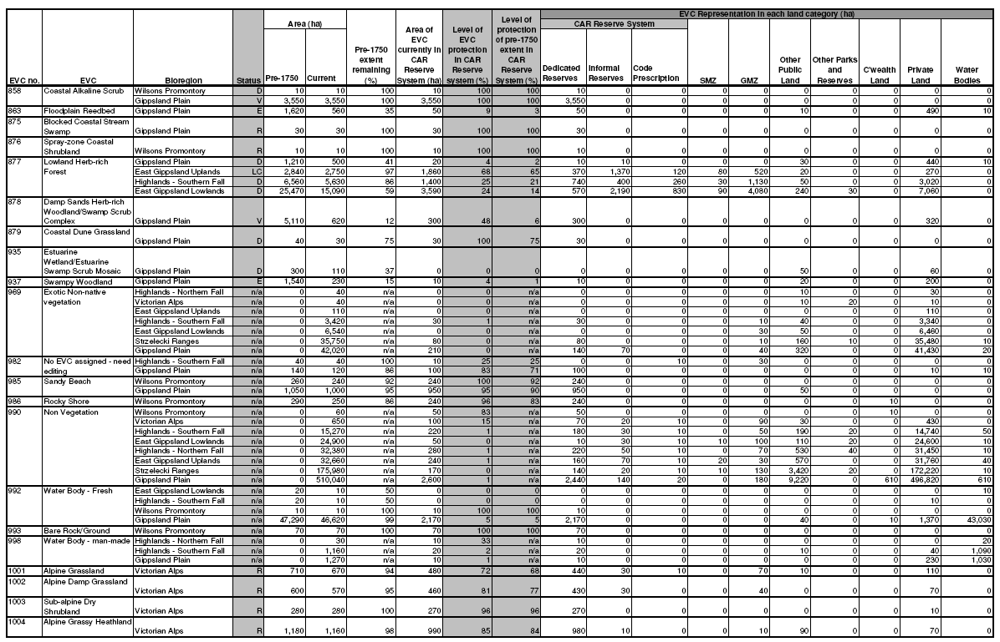 EVC Representation in each land category (ha)
Area (ha) CAR Reserve System
EVC no. EVC Bioregion Status Pre-1750 Current Pre-1750 extent remaining (%) Area of EVC currently in CAR Reserve System (ha) Level of EVC protection in CAR Reserve system (%) Level of protection of pre-1750 extent in CAR Reserve System (%) Dedicated Reserves Informal Reserves Code Prescription SMZ GMZ Other Public Land Other Parks and Reserves C'wealth Land Private Land Water Bodies
858 Coastal Alkaline Scrub Wilsons Promontory D 10 10 100 10 100 100 10 0 0 0 0 0 0 0 0 0
Gippsland Plain V 3,550 3,550 100 3,550 100 100 3,550 0 0 0 0 0 0 0 0 0
863 Floodplain Reedbed Gippsland Plain E 1,620 560 35 50 9 3 50 0 0 0 0 10 0 0 490 10
875 Blocked Coastal Stream
Swamp Gippsland Plain R 30 30 100 30 100 100 30 0 0 0 0 0 0 0 0 0
876 Spray-zone Coastal
Shrubland Wilsons Promontory R 10 10 100 10 100 100 10 0 0 0 0 0 0 0 0 0
877 Lowland Herb-rich Gippsland Plain D 1,210 500 41 20 4 2 10 10 0 0 0 30 0 0 440 10
Forest East Gippsland Uplands LC 2,840 2,750 97 1,860 68 65 370 1,370 120 80 520 20 0 0 270 0
Highlands - Southern Fall D 6,560 5,630 86 1,400 25 21 740 400 260 30 1,130 50 0 0 3,020 0
East Gippsland Lowlands D 25,470 15,090 59 3,590 24 14 570 2,190 830 90 4,080 240 30 0 7,060 0
878 Damp Sands Herb-rich
Woodland/Swamp Scrub
Complex Gippsland Plain V 5,110 620 12 300 48 6 300 0 0 0 0 0 0 0 320 0
879 Coastal Dune Grassland
Gippsland Plain D 40 30 75 30 100 75 30 0 0 0 0 0 0 0 0 0
935 Estuarine
Wetland/Estuarine
Swamp Scrub Mosaic Gippsland Plain D 300 110 37 0 0 0 0 0 0 0 0 50 0 0 60 0
937 Swampy Woodland Gippsland Plain E 1,540 230 15 10 4 1 10 0 0 0 0 20 0 0 200 0
969 Exotic Non-native Highlands - Northern Fall n/a 0 40 n/a 0 0 n/a 0 0 0 0 0 10 0 0 30 0
vegetation Victorian Alps n/a 0 40 n/a 0 0 n/a 0 0 0 0 0 10 20 0 10 0
East Gippsland Uplands n/a 0 110 n/a 0 0 n/a 0 0 0 0 0 0 0 0 110 0
Highlands - Southern Fall n/a 0 3,420 n/a 30 1 n/a 30 0 0 0 10 40 0 0 3,340 0
East Gippsland Lowlands n/a 0 6,540 n/a 0 0 n/a 0 0 0 0 30 50 0 0 6,460 0
Strzelecki Ranges n/a 0 35,750 n/a 80 0 n/a 80 0 0 0 10 160 10 0 35,480 10
Gippsland Plain n/a 0 42,020 n/a 210 0 n/a 140 70 0 0 40 320 0 0 41,430 20
982 No EVC assigned - need Highlands - Southern Fall n/a 40 40 100 10 25 25 0 0 10 0 30 0 0 0 0 0
editing Gippsland Plain n/a 140 120 86 100 83 71 100 0 0 0 0 0 0 0 10 10
985 Sandy Beach Wilsons Promontory n/a 260 240 92 240 100 92 240 0 0 0 0 0 0 0 0 0
Gippsland Plain n/a 1,050 1,000 95 950 95 90 950 0 0 0 0 50 0 0 0 0
986 Rocky Shore Wilsons Promontory n/a 290 250 86 240 96 83 240 0 0 0 0 0 0 10 0 0
990 Non Vegetation Wilsons Promontory n/a 0 60 n/a 50 83 n/a 50 0 0 0 0 0 0 10 0 0
Victorian Alps n/a 0 650 n/a 100 15 n/a 70 20 10 0 90 30 0 0 430 0
Highlands - Southern Fall n/a 0 15,270 n/a 220 1 n/a 180 30 10 0 50 190 20 0 14,740 50
East Gippsland Lowlands n/a 0 24,900 n/a 50 0 n/a 10 30 10 10 100 110 20 0 24,600 10
Highlands - Northern Fall n/a 0 32,380 n/a 280 1 n/a 220 50 10 0 70 530 40 0 31,450 10
East Gippsland Uplands n/a 0 32,660 n/a 240 1 n/a 160 70 10 20 30 570 0 0 31,760 40
Strzelecki Ranges n/a 0 175,980 n/a 170 0 n/a 140 20 10 10 130 3,420 20 0 172,220 10
Gippsland Plain n/a 0 510,040 n/a 2,600 1 n/a 2,440 140 20 0 180 9,220 0 610 496,820 610
992 Water Body - Fresh East Gippsland Lowlands n/a 20 10 50 0 0 0 0 0 0 0 0 0 0 0 0 10
Highlands - Southern Fall n/a 20 10 50 0 0 0 0 0 0 0 0 0 0 0 0 10
Wilsons Promontory n/a 10 10 100 10 100 100 10 0 0 0 0 0 0 0 0 0
Gippsland Plain n/a 47,290 46,620 99 2,170 5 5 2,170 0 0 0 0 40 0 10 1,370 43,030
993 Bare Rock/Ground Wilsons Promontory n/a 70 70 100 70 100 100 70 0 0 0 0 0 0 0 0 0
998 Water Body - man-made Highlands - Northern Fall n/a 0 30 n/a 10 33 n/a 10 0 0 0 0 0 0 0 0 20
Highlands - Southern Fall n/a 0 1,160 n/a 20 2 n/a 20 0 0 0 0 10 0 0 40 1,090
Gippsland Plain n/a 0 1,270 n/a 10 1 n/a 10 0 0 0 0 0 0 0 230 1,030
1001 Alpine Grassland Victorian Alps R 710 670 94 480 72 68 440 30 10 0 70 10 0 0 110 0
1002 Alpine Damp Grassland
Victorian Alps R 600 570 95 460 81 77 430 30 0 0 40 0 0 0 70 0
1003 Sub-alpine Dry
Shrubland Victorian Alps R 280 280 100 270 96 96 270 0 0 0 0 0 0 0 10 0
1004 Alpine Grassy Heathland
Victorian Alps R 1,180 1,160 98 990 85 84 980 10 0 0 10 90 0 0 70 0